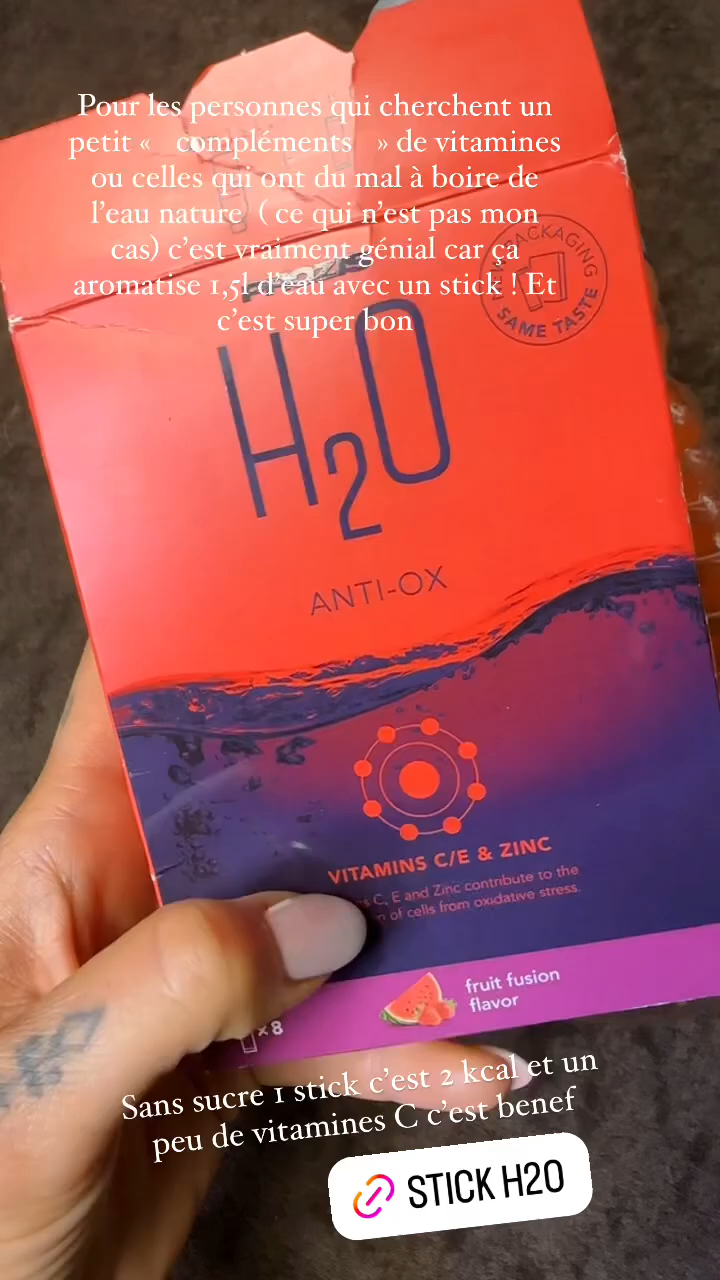 Pour les personnes qui cherchent un
petit « compléments » de vitamines
ou celles qui ont du mal à boire de
l’eau nature ( ce qui n’est pas mon
cas) c’est vraiment génial car ça
aromatise 1,5l d’eau avec un stick ! Et
c’est super bon
NEW PACKAGING
SAME TASTE
H2O
ANTI-OX
VITAMINS C/E & ZINC
C, E and Zinc contribute to the
of cells from oxidative stress.
fruit fusion
flavor
×8
Sans sucre 1 stick c’est 2 kcal et un
peu de vitamines C c’est benef
STICK H2O